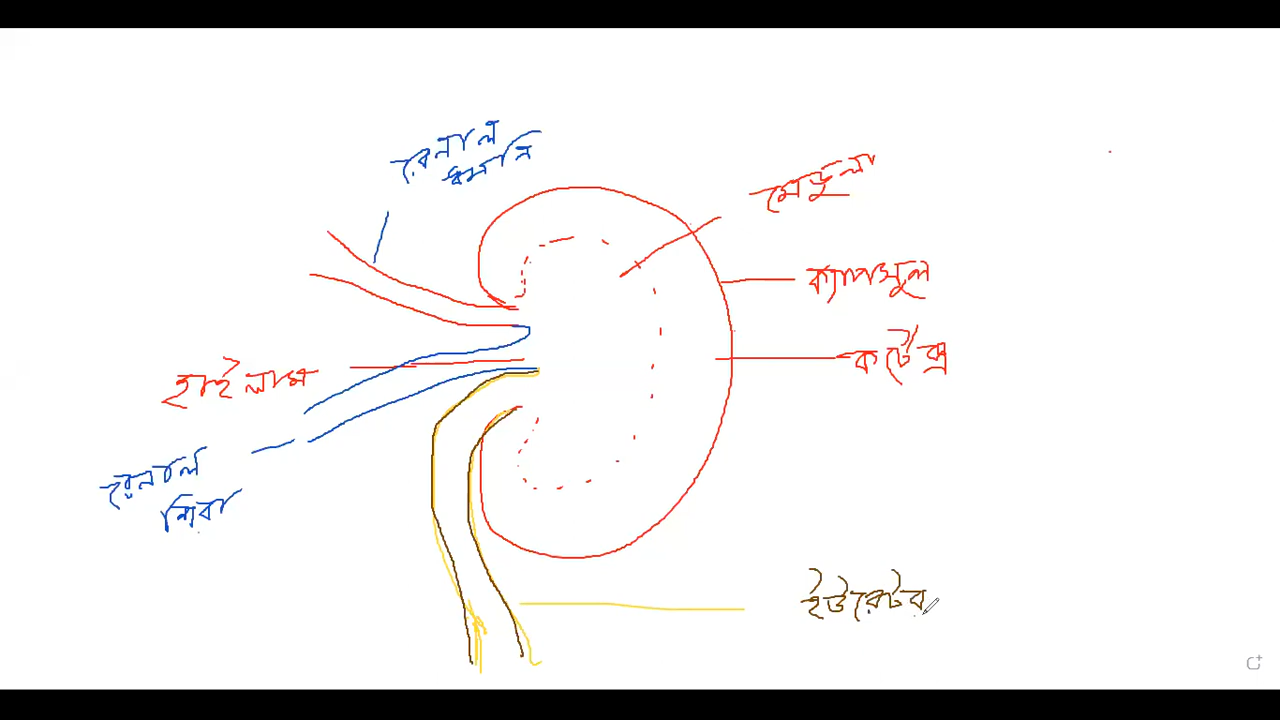 রেনাল
ধমনি
মেডুলা
ক্যাপসুল
কর্টেক্স
হাইলাম
রেনাল
শিরা
ইউরেটর